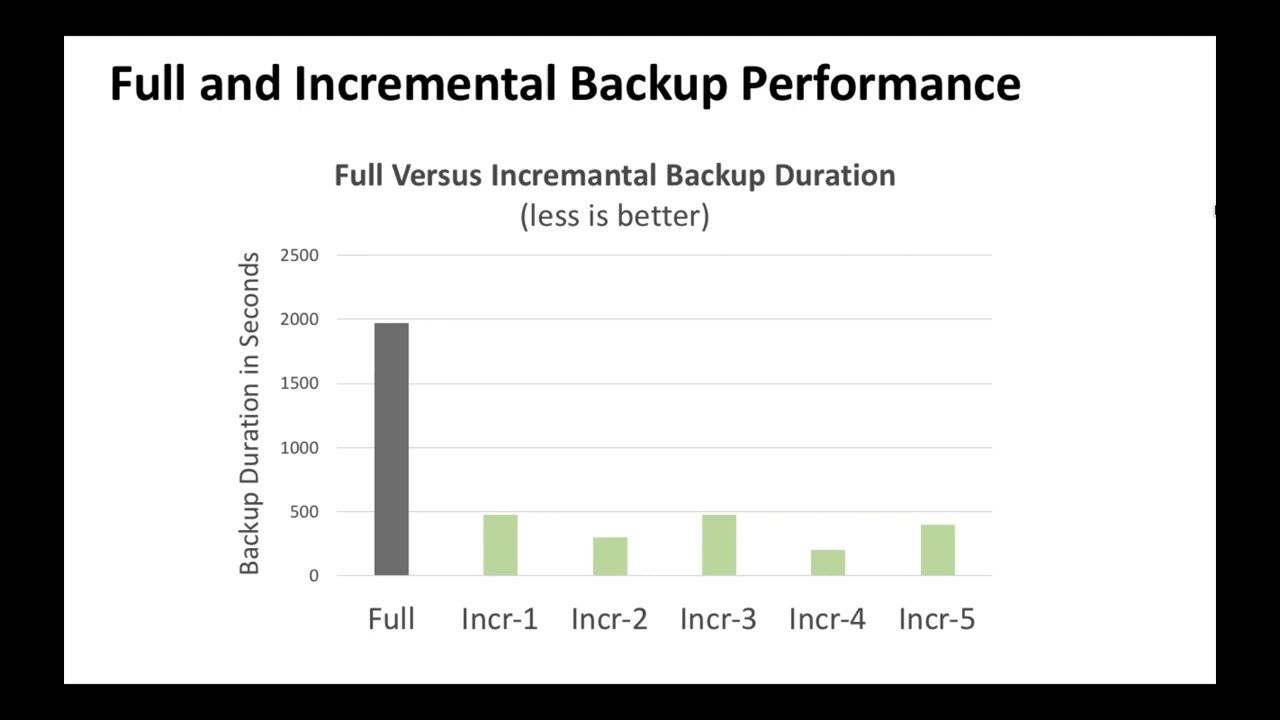 Full and Incremental Backup Performance
Full Versus Incremantal Backup Duration
(less is better)
Backup Duration in Seconds
2500
2000
1500
1000
500
0
Full Incr-1 Incr-2 Incr-3 Incr-4 Incr-5